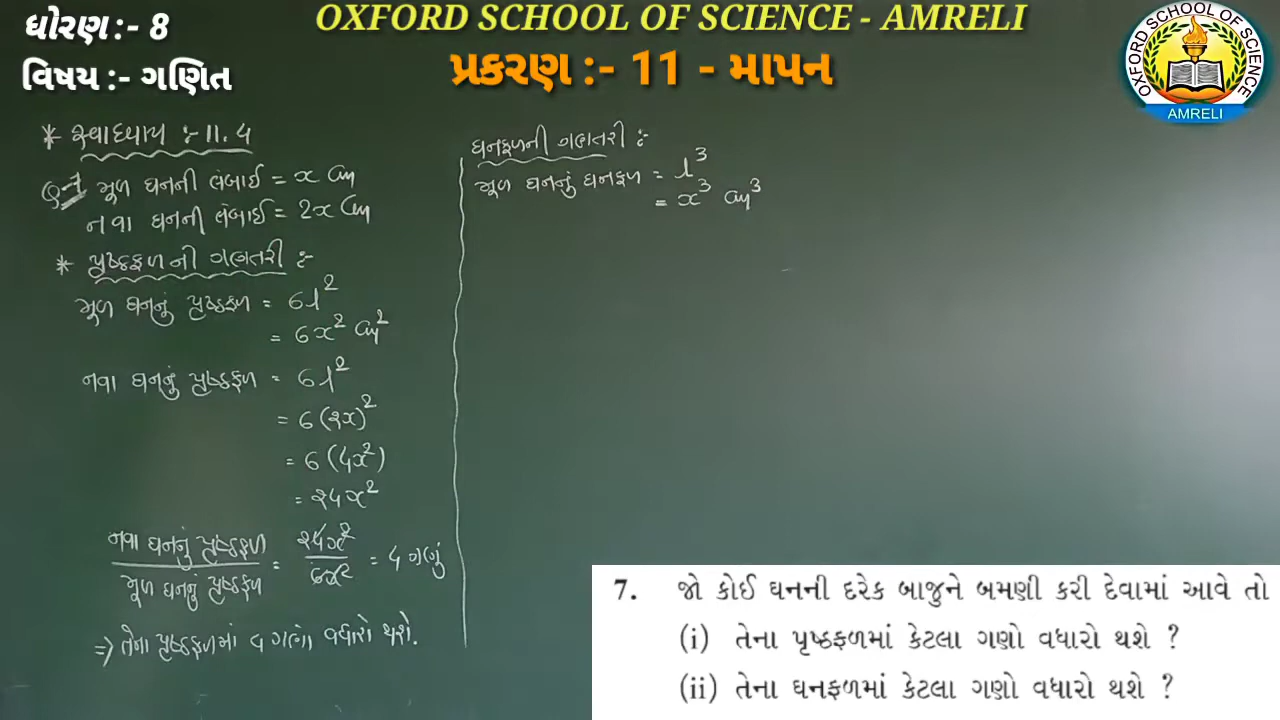 ધોરણ :- 8
વિષય :- ગણિત
OXFORD SCHOOL OF SCIENCE - AMRELI
પ્રકરણ :- 11 - માપન
OXFORD SCHOOL OF SCIENCE
AMRELI
* સ્વાધ્યાય :- 11.4
Q-7 મૂળ ઘનની લંબાઈ = x cm
નવા ઘનની લંબાઈ = 2x cm
* પૃષ્ઠફળની ગણતરી :-
મૂળ ઘનનું પૃષ્ઠફળ = 6l²
= 6x² cm²
નવા ઘનનું પૃષ્ઠફળ = 6l²
= 6(2x)²
= 6(4x²)
= 24x²
નવા ઘનનું પૃષ્ઠફળ / મૂળ ઘનનું પૃષ્ઠફળ = 24x² / 6x² = 4 ગણું
⇒ તેના પૃષ્ઠફળમાં 4 ગણો વધારો થશે.
ઘનફળની ગણતરી :-
મૂળ ઘનનું ઘનફળ = l³
= x³ cm³
7. જો કોઈ ઘનની દરેક બાજુને બમણી કરી દેવામાં આવે તો
(i) તેના પૃષ્ઠફળમાં કેટલા ગણો વધારો થશે ?
(ii) તેના ઘનફળમાં કેટલા ગણો વધારો થશે ?